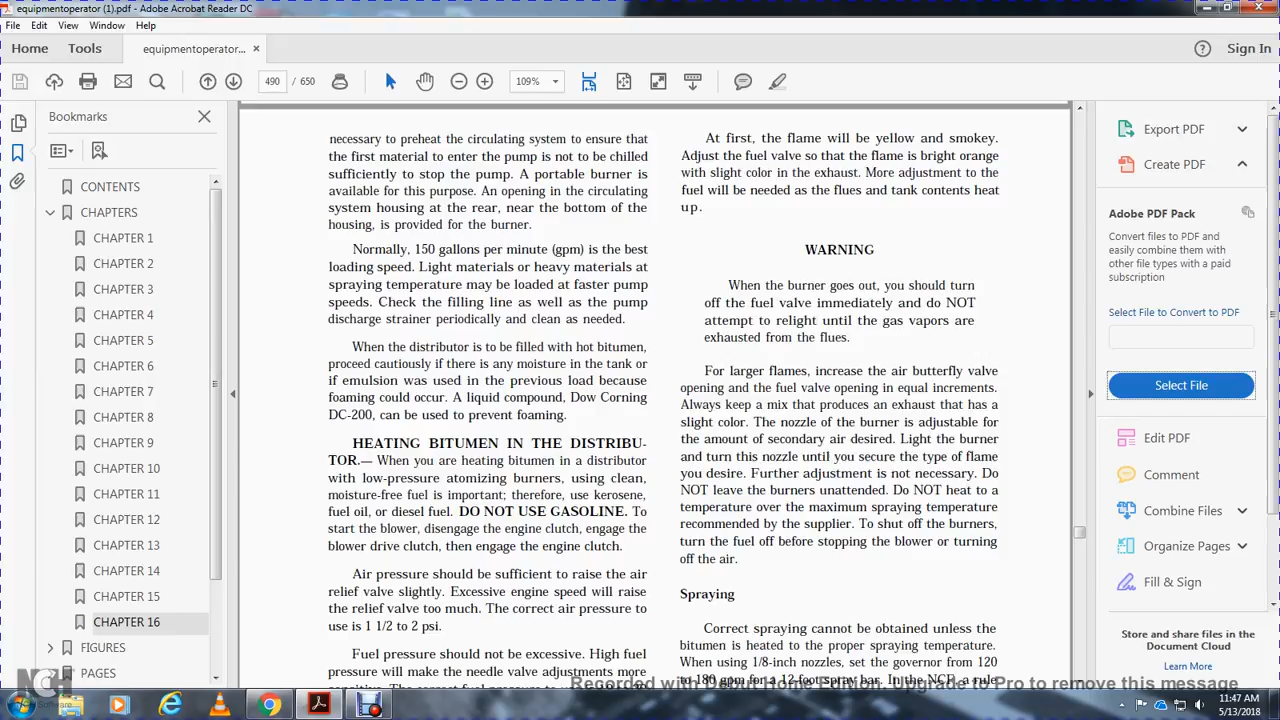 equipmentoperator (1).pdf - Adobe Acrobat Reader DC
File Edit View Window Help
Home Tools equipmentoperator... × Sign In
490 / 650 109%
Bookmarks
CONTENTS
CHAPTERS
CHAPTER 1
CHAPTER 2
CHAPTER 3
CHAPTER 4
CHAPTER 5
CHAPTER 6
CHAPTER 7
CHAPTER 8
CHAPTER 9
CHAPTER 10
CHAPTER 11
CHAPTER 12
CHAPTER 13
CHAPTER 14
CHAPTER 15
CHAPTER 16
FIGURES
PAGES
necessary to preheat the circulating system to ensure that
the first material to enter the pump is not to be chilled
sufficiently to stop the pump. A portable burner is
available for this purpose. An opening in the circulating
system housing at the rear, near the bottom of the
housing, is provided for the burner.
Normally, 150 gallons per minute (gpm) is the best
loading speed. Light materials or heavy materials at
spraying temperature may be loaded at faster pump
speeds. Check the filling line as well as the pump
discharge strainer periodically and clean as needed.
When the distributor is to be filled with hot bitumen,
proceed cautiously if there is any moisture in the tank or
if emulsion was used in the previous load because
foaming could occur. A liquid compound, Dow Corning
DC-200, can be used to prevent foaming.
HEATING BITUMEN IN THE DISTRIBU-
TOR.— When you are heating bitumen in a distributor
with low-pressure atomizing burners, using clean,
moisture-free fuel is important; therefore, use kerosene,
fuel oil, or diesel fuel. DO NOT USE GASOLINE. To
start the blower, disengage the engine clutch, engage the
blower drive clutch, then engage the engine clutch.
Air pressure should be sufficient to raise the air
relief valve slightly. Excessive engine speed will raise
the relief valve too much. The correct air pressure to
use is 1 1/2 to 2 psi.
Fuel pressure should not be excessive. High fuel
pressure will make the needle valve adjustments more
At first, the flame will be yellow and smokey.
Adjust the fuel valve so that the flame is bright orange
with slight color in the exhaust. More adjustment to the
fuel will be needed as the flues and tank contents heat
up.
WARNING
When the burner goes out, you should turn
off the fuel valve immediately and do NOT
attempt to relight until the gas vapors are
exhausted from the flues.
For larger flames, increase the air butterfly valve
opening and the fuel valve opening in equal increments.
Always keep a mix that produces an exhaust that has a
slight color. The nozzle of the burner is adjustable for
the amount of secondary air desired. Light the burner
and turn this nozzle until you secure the type of flame
you desire. Further adjustment is not necessary. Do
NOT leave the burners unattended. Do NOT heat to a
temperature over the maximum spraying temperature
recommended by the supplier. To shut off the burners,
turn the fuel off before stopping the blower or turning
off the air.
Spraying
Correct spraying cannot be obtained unless the
bitumen is heated to the proper spraying temperature.
When using 1/8-inch nozzles, set the governor from 120
to 180 gpm for a 12-foot spray bar. In the NCF, a rule
Export PDF
Create PDF
Adobe PDF Pack
Convert files to PDF and
easily combine them with
other file types with a paid
subscription
Select File to Convert to PDF
Select File
Edit PDF
Comment
Combine Files
Organize Pages
Fill & Sign
Store and share files in the
Document Cloud
Learn More
NCH
Software
Recorded with Debut Home Edition. Upgrade to Pro to remove this message
11:47 AM
5/13/2018